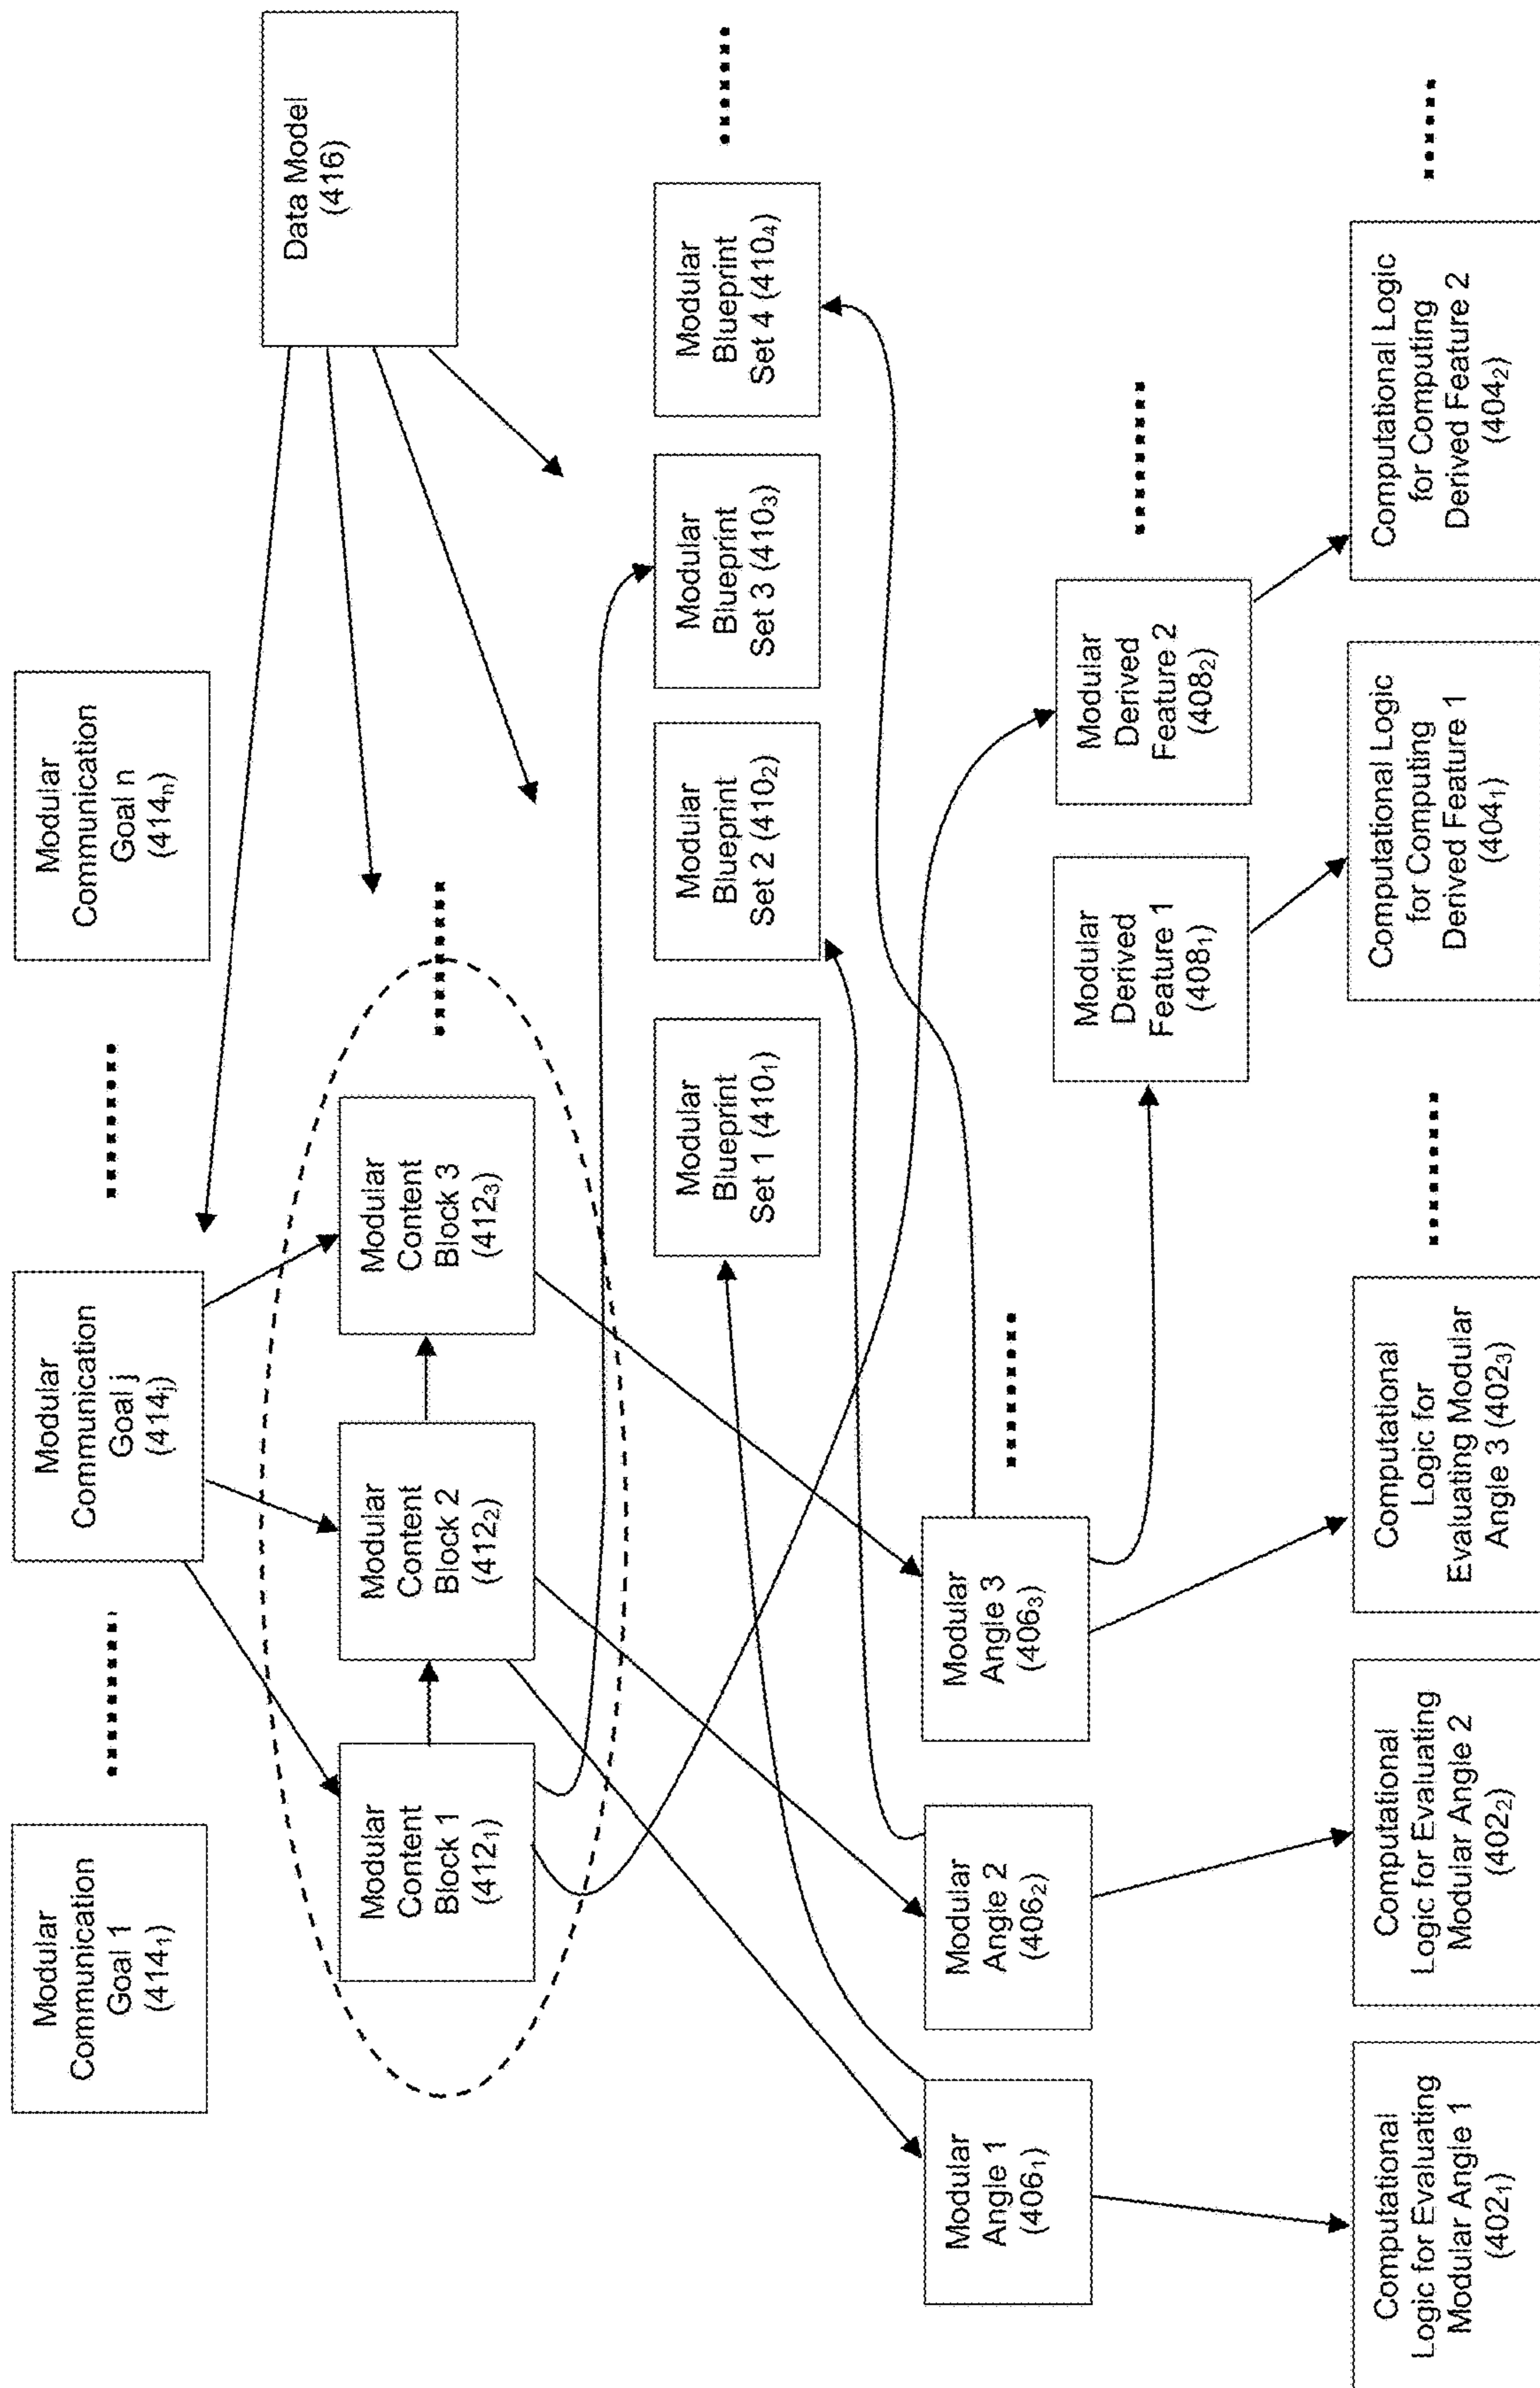 Modular
Communication
Goal 1
(414₁)
Modular
Communication
Goal j
(414ⱼ)
Modular
Communication
Goal n
(414ₙ)
Data Model
(416)
Modular
Content
Block 1
(412₁)
Modular
Content
Block 2
(412₂)
Modular
Content
Block 3
(412₃)
Modular
Blueprint
Set 1 (410₁)
Modular
Blueprint
Set 2 (410₂)
Modular
Blueprint
Set 3 (410₃)
Modular
Blueprint
Set 4 (410₄)
Modular
Angle 1
(406₁)
Modular
Angle 2
(406₂)
Modular
Angle 3
(406₃)
Modular
Derived
Feature 1
(408₁)
Modular
Derived
Feature 2
(408₂)
Computational
Logic for Evaluating
Modular Angle 1
(402₁)
Computational
Logic for Evaluating
Modular Angle 2
(402₂)
Computational
Logic for
Evaluating Modular
Angle 3 (402₃)
Computational Logic
for Computing
Derived Feature 1
(404₁)
Computational Logic
for Computing
Derived Feature 2
(404₂)